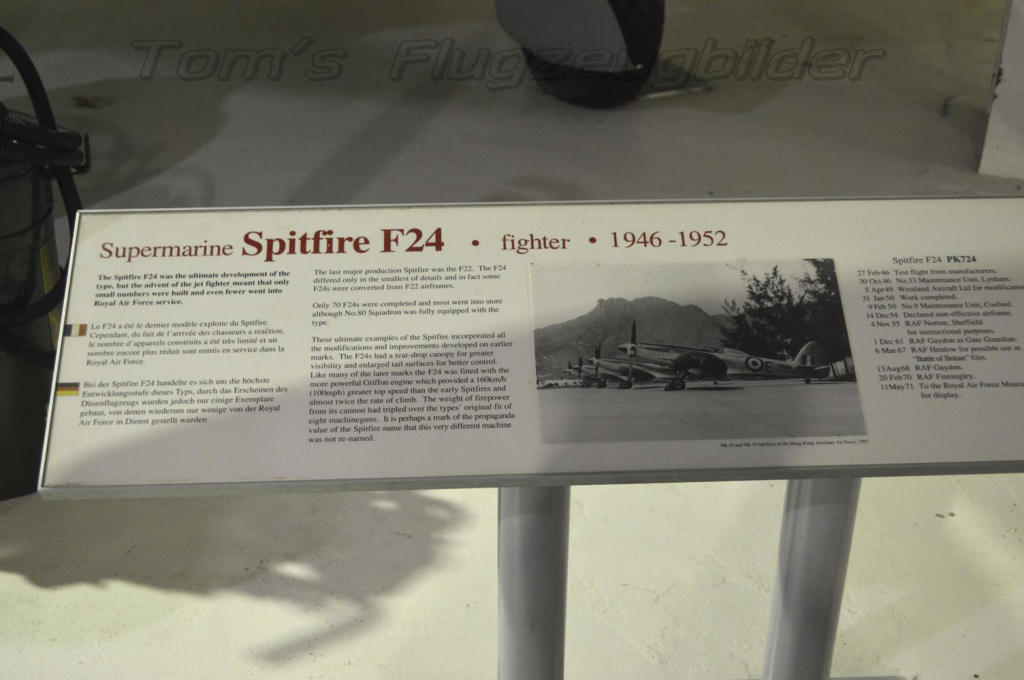 Tom's Flugzeugbilder
Supermarine Spitfire F24 • fighter • 1946 -1952
The Spitfire F24 was the ultimate development of the
type, but the advent of the jet fighter meant that only
small numbers were built and even fewer went into
Royal Air Force service.
Le F24 a été le dernier modèle exploite du Spitfire.
Cependant, du fait de l'arrivée des chasseurs a reáction,
le nombre d'appareils construits a été très limité et un
nombre encore plus réduit sont entrés en service dans la
Royal Air Force.
Bei der Spitfire F24 handelte es sich um die höchste
Entwicklungsstufe dieses Typs, durch das Erscheinen des
Düsenflugzeugs wurden jedoch nur einige Exemplare
gebaut, von denen wiederum nur wenige von der Royal
Air Force in Dienst gestellt wurden .
The last major production Spitfire was the F22. The F24
differed only in the smallest of details and in fact some
F24s were converted from F22 airframes.
Only 70 F24s were completed and most went into store
although No.80 Squadron was fully equipped with the
type.
These ultimate examples of the Spitfire incorporated all
the modifications and improvements developed on earlier
marks. The F24s had a tear-drop canopy for greater
visibility and enlarged tail surfaces for better control.
Like many of the later marks the F24 was fitted with the
more powerful Griffon engine which provided a 160km/h
(100mph) greater top speed than the early Spitfires and
almost twice the rate of climb. The weight of firepower
from its cannon had tripled over the types' original fit of
eight machineguns. It is perhaps a mark of the propaganda
value of the Spitfire name that this very different machine
was not re-named.
E
Mk 24 and Mk 19 Spitfires of the Hong Kong Auxiliary Air Force, 1955
Spitfire F24 PK724
27 Feb46 Test flight from manufacturers.
30 Oct 46 No.33 Maintenance Unit, Lyneham.
5 Apr49 Westland Aircraft Ltd for modification
31 Jan50 Work completed.
9 Feb 50 No.9 Maintenance Unit, Cosford.
14 Dec54 Declared non-effective airframe.
4 Nov 55 RAF Norton, Sheffield
for instructional purposes.
1 Dec 61 RAF Gaydon as Gate Guardian.
6 Mar 67 RAF Henlow for possible use in
"Battle of Britain" film.
13 Aug68 RAF Gaydon.
20 Feb 70 RAF Finningley.
11May71 To the Royal Air Force Museu
for display.